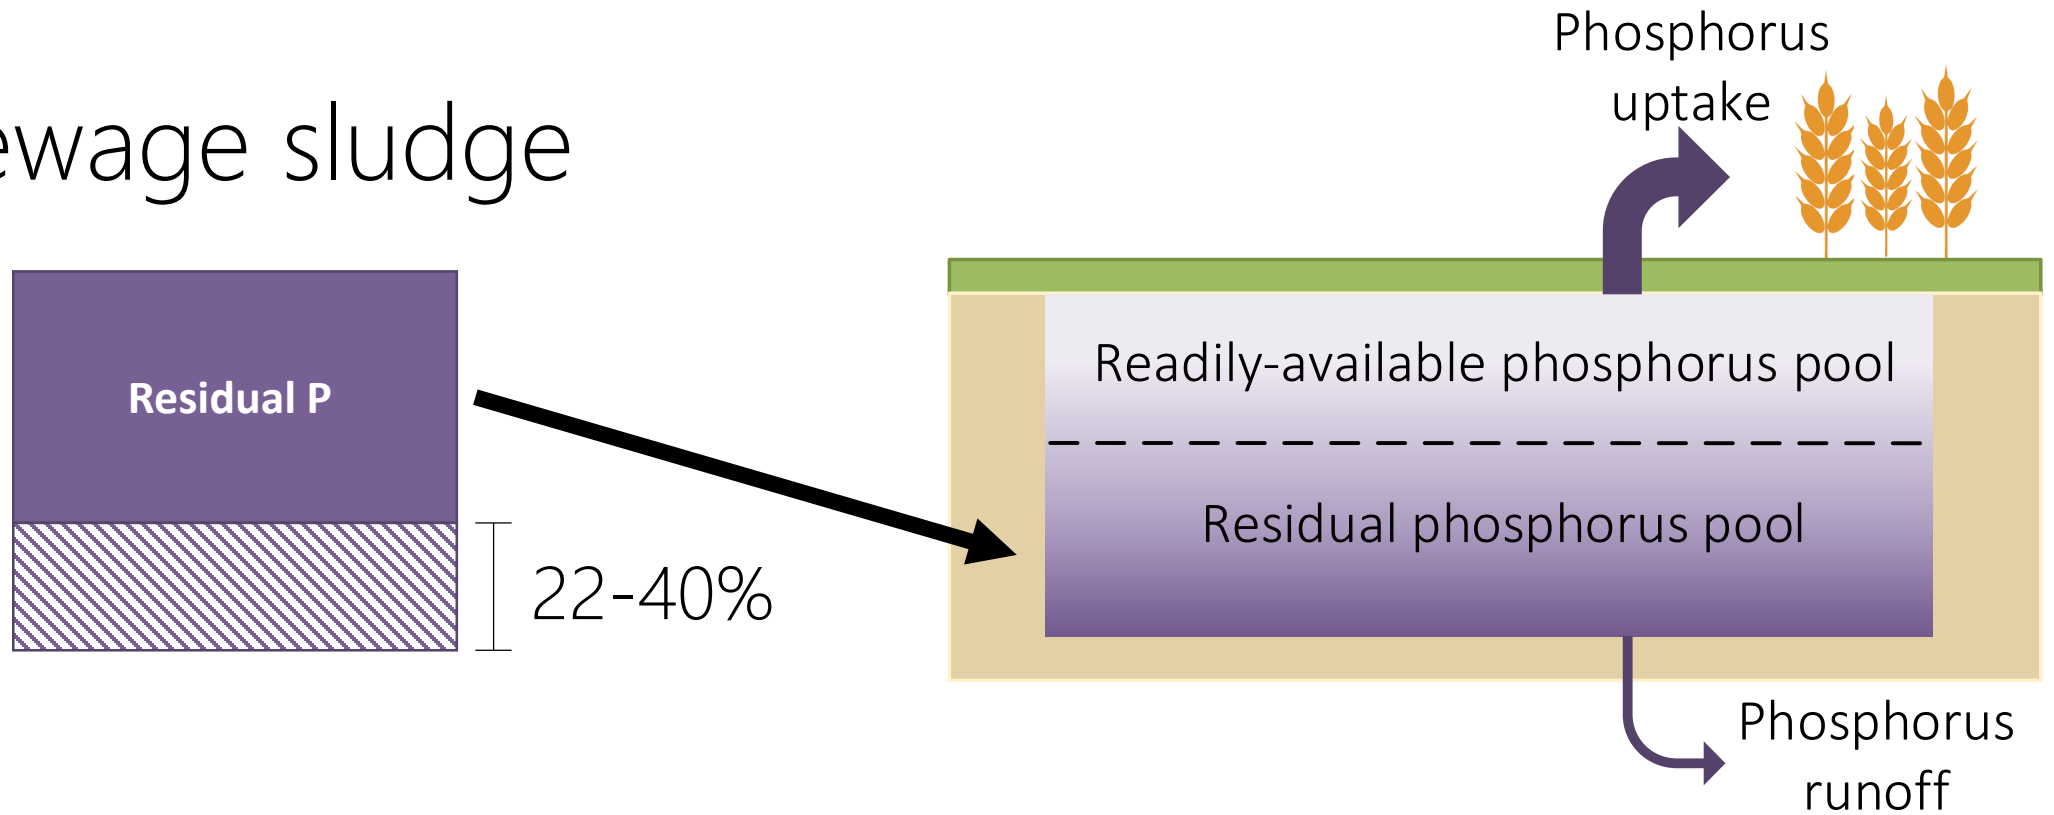 ewage sludge
Residual P
22-40%
Phosphorus
uptake
Readily-available phosphorus pool
Residual phosphorus pool
Phosphorus
runoff